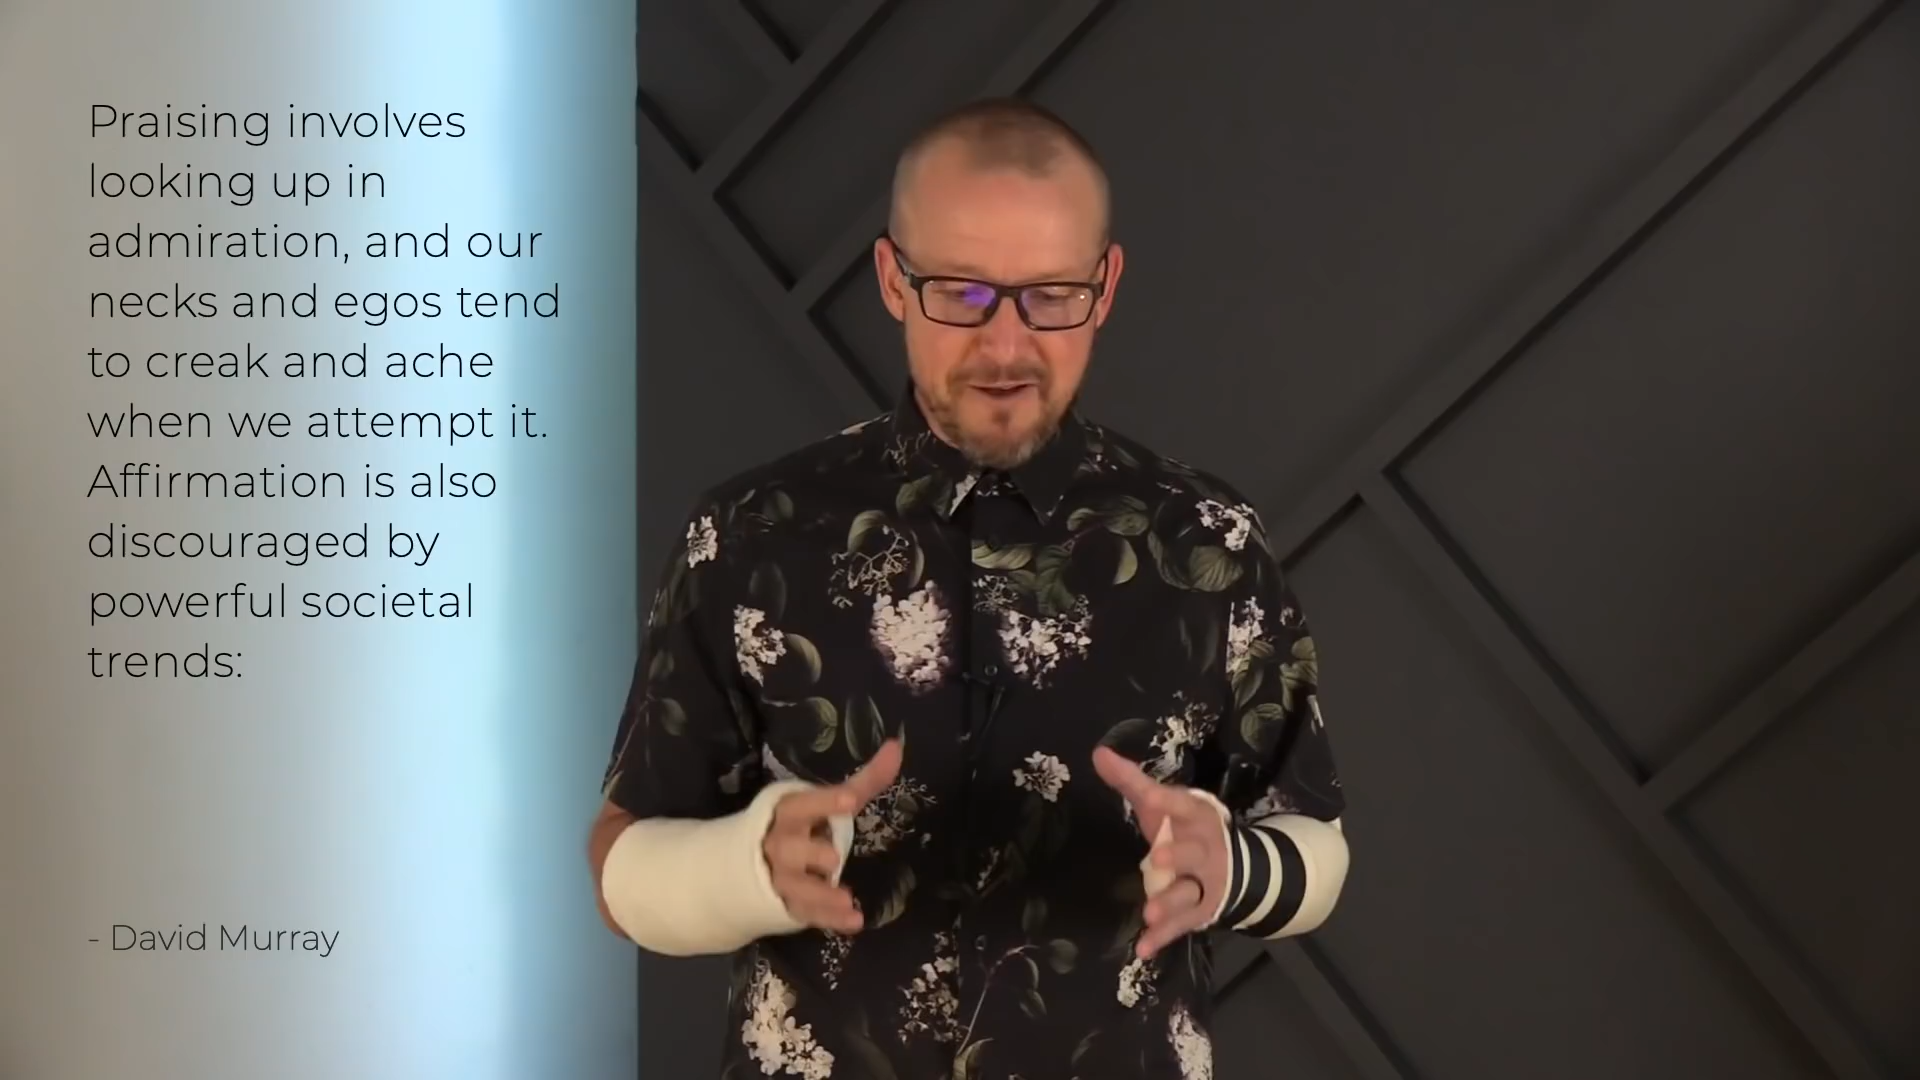 Praising involves
looking up in
admiration, and our
necks and egos tend
to creak and ache
when we attempt it.
Affirmation is also
discouraged by
powerful societal
trends:
- David Murray